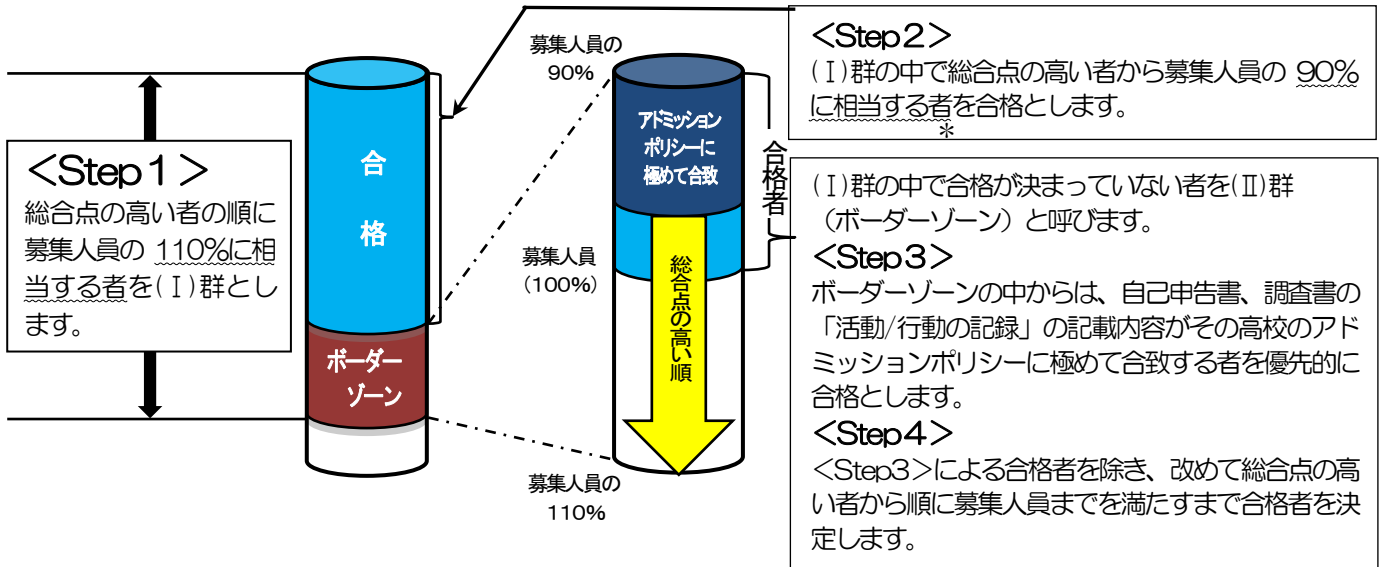 <Step1>
総合点の高い者の順に
募集人員の 110%に相
当する者を(Ⅰ)群とし
ます。
合
格
ボーダー
ゾーン
募集人員の
90%
募集人員
(100%)
募集人員の
110%
アドミッション
ポリシーに
極めて合致
総合点の高い順
合格者
<Step2>
(Ⅰ)群の中で総合点の高い者から募集人員の 90%
に相当する者を合格とします。
*
(Ⅰ)群の中で合格が決まっていない者を(Ⅱ)群
(ボーダーゾーン)と呼びます。
<Step3>
ボーダーゾーンの中からは、自己申告書、調査書の
「活動/行動の記録」の記載内容がその高校のアド
ミッションポリシーに極めて合致する者を優先的に
合格とします。
<Step4>
<Step3>による合格者を除き、改めて総合点の高
い者から順に募集人員までを満たすまで合格者を決
定します。